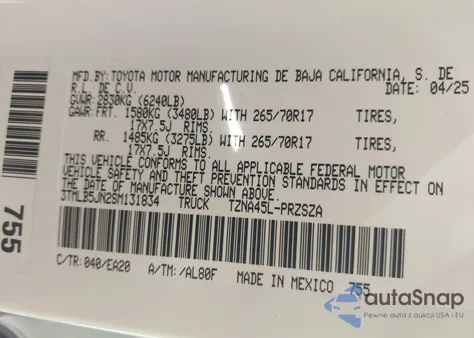 MFD.BY:TOYOTA MOTOR MANUFACTURING DE BAJA CALIFORNIA, S. DE
R.L. DE C.V. DATE: 04/25
GVWR: 2830KG (6240LB)
GAWR:FRT. 1580KG (3480LB) WITH 265/70R17 TIRES,
17X7.5J RIMS.
RR. 1485KG (3275LB) WITH 265/70R17 TIRES,
17X7.5J RIMS.
THIS VEHICLE CONFORMS TO ALL APPLICABLE FEDERAL MOTOR
VEHICLE SAFETY AND THEFT PREVENTION STANDARDS IN EFFECT ON
THE DATE OF MANUFACTURE SHOWN ABOVE.
3TMLB5JN2SM131034 TRUCK TZNA45L-PRZSZA
C/TR: 040/EA20 A/TM: /AL80F MADE IN MEXICO 755
755
autoSnap
Pewne auta z aukcji USA i EU